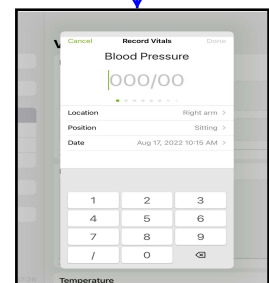 Cancel Record Vitals Done
Blood Pressure
000/00
Location Right arm >
Position Sitting >
Date Aug 17, 2022 10:15 AM >
1 2 3
4 5 6
7 8 9
/ 0
Temperature